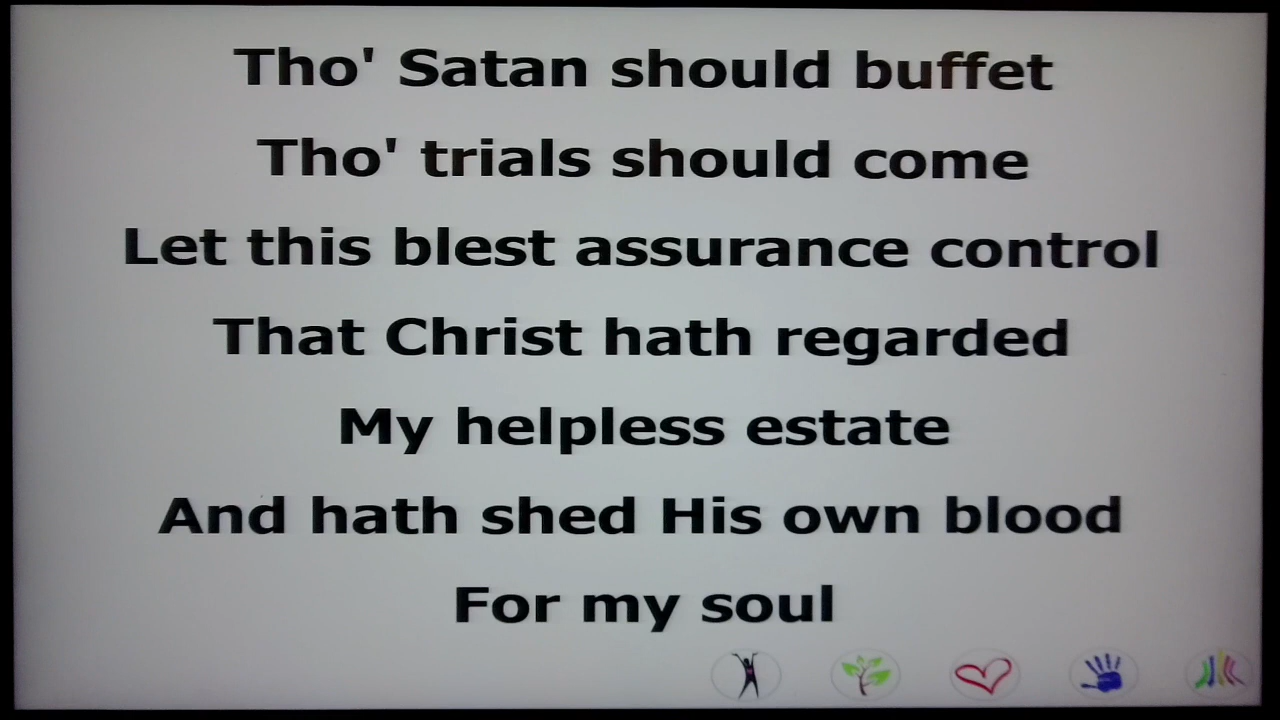 Tho' Satan should buffet
Tho' trials should come
Let this blest assurance control
That Christ hath regarded
My helpless estate
And hath shed His own blood
For my soul